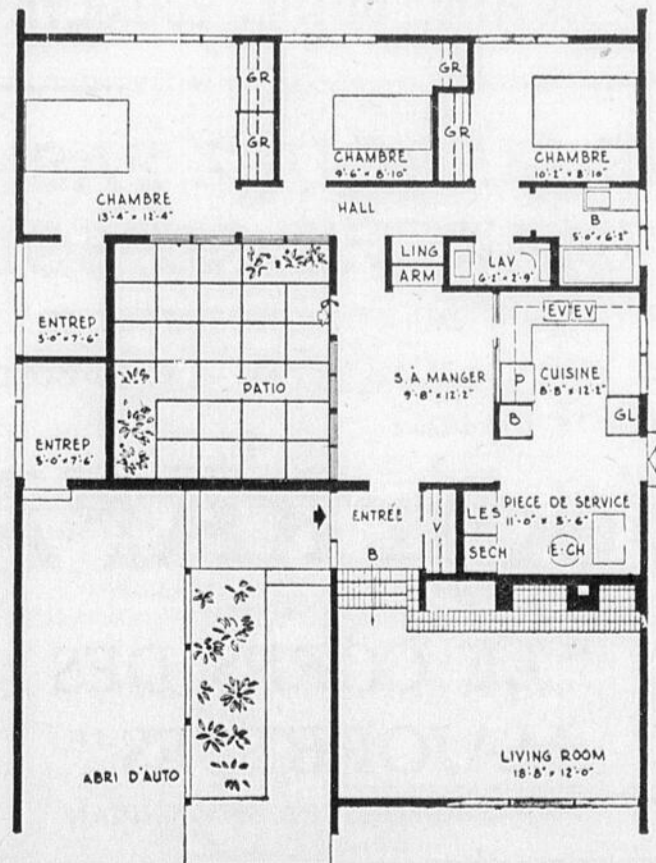 GR
GR
GR
GR
CHAMBRE
13'-4" × 12'-4"
CHAMBRE
9'-6" × 8'-10"
CHAMBRE
10'-2" × 8'-10"
HALL
B
5'-0" × 6'-2"
LING
ARM
LAV
6'-2" × 2'-9"
ENTREP
5'-0" × 7'-6"
ENTREP
5'-0" × 7'-6"
PATIO
S. À MANGER
9'-8" × 12'-2"
EV EV
P
CUISINE
8'-8" × 12'-2"
B
GL
ENTRÉE
B
V
LES
SECH
PIECE DE SERVICE
11'-0" × 5'-6"
E-CH
ABRI D'AUTO
LIVING ROOM
18'-8" × 12'-0"